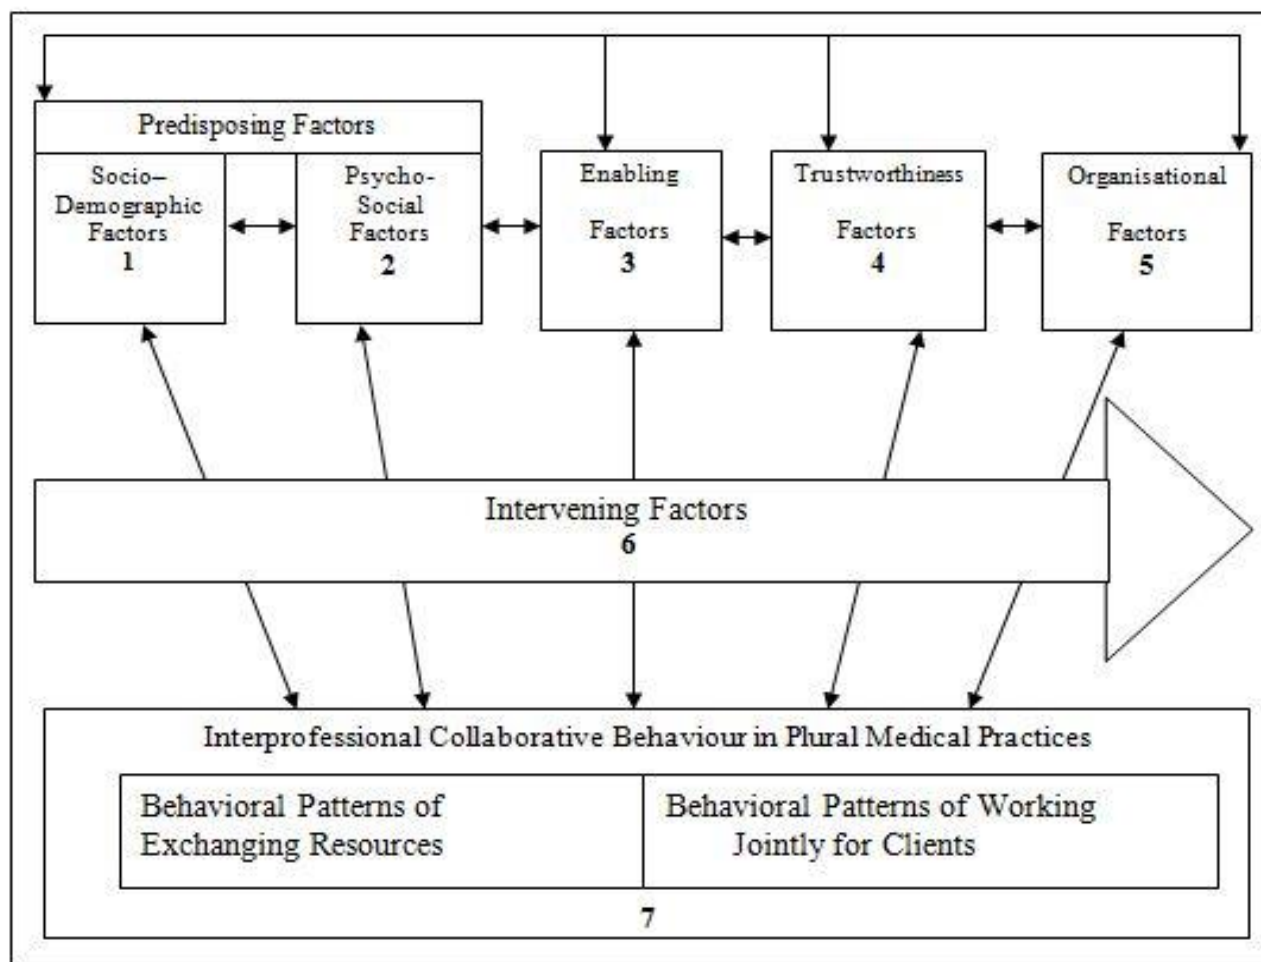 Predisposing Factors
Socio–
Demographic
Factors
1
Psycho-
Social
Factors
2
Enabling
Factors
3
Trustworthiness
Factors
4
Organisational
Factors
5
Intervening Factors
6
Interprofessional Collaborative Behaviour in Plural Medical Practices
Behavioral Patterns of
Exchanging Resources
Behavioral Patterns of Working
Jointly for Clients
7